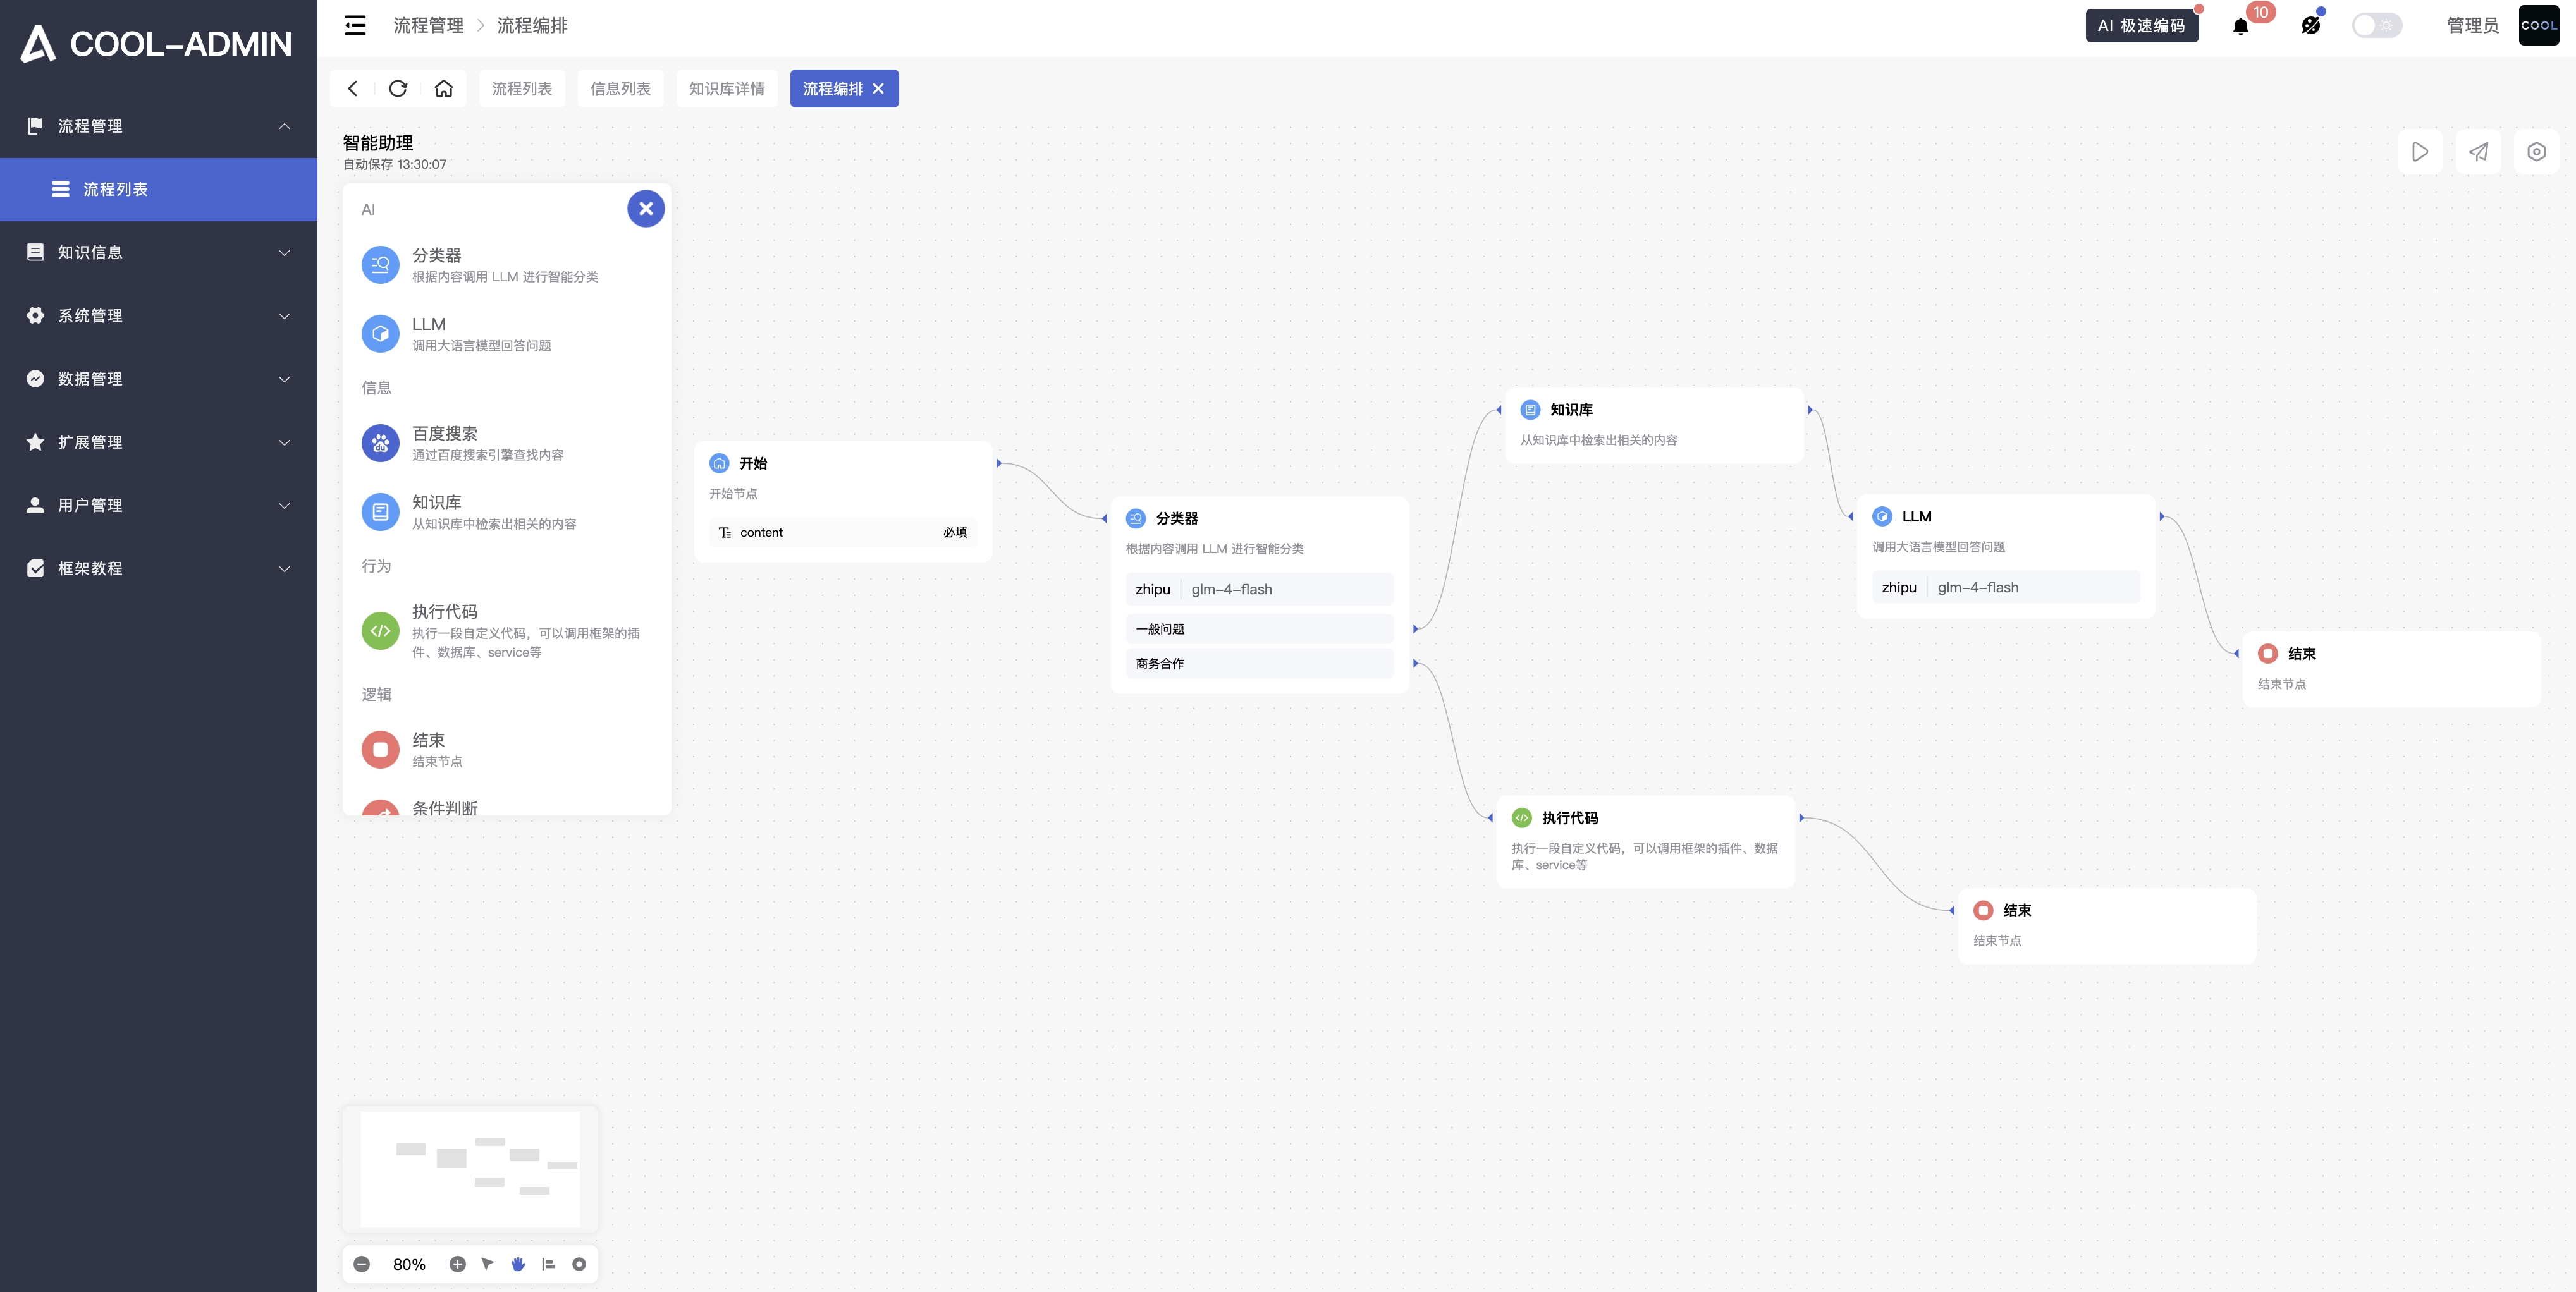 COOL-ADMIN
流程管理
流程列表
知识信息
系统管理
数据管理
扩展管理
用户管理
框架教程
流程管理 > 流程编排
AI 极速编码
10
管理员
COOL
流程列表
信息列表
知识库详情
流程编排
智能助理
自动保存 13:30:07
AI
分类器
根据内容调用 LLM 进行智能分类
LLM
调用大语言模型回答问题
信息
百度搜索
通过百度搜索引擎查找内容
知识库
从知识库中检索出相关的内容
行为
执行代码
执行一段自定义代码，可以调用框架的插
件、数据库、service等
逻辑
结束
结束节点
条件判断
开始
开始节点
content 必填
分类器
根据内容调用 LLM 进行智能分类
zhipu glm-4-flash
一般问题
商务合作
知识库
从知识库中检索出相关的内容
LLM
调用大语言模型回答问题
zhipu glm-4-flash
结束
结束节点
执行代码
执行一段自定义代码，可以调用框架的插件、数据
库、service等
结束
结束节点
80%